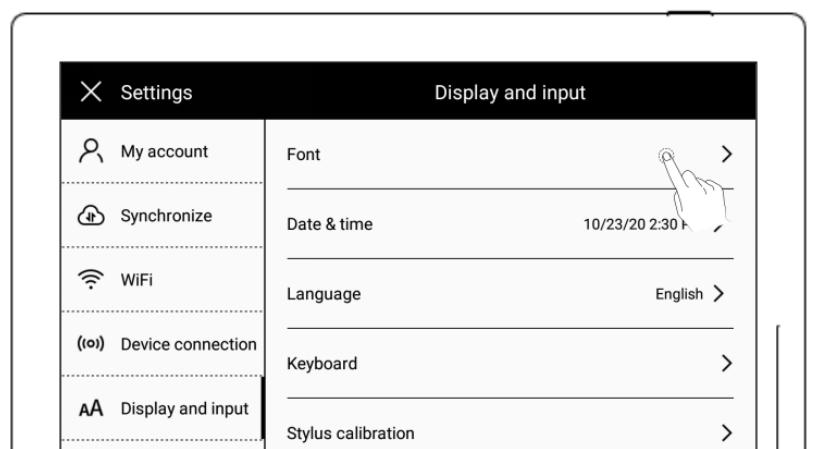 Settings
Display and input
My account
Synchronize
WiFi
Device connection
AA Display and input
Font
Date & time 10/23/20 2:30
Language English
Keyboard
Stylus calibration